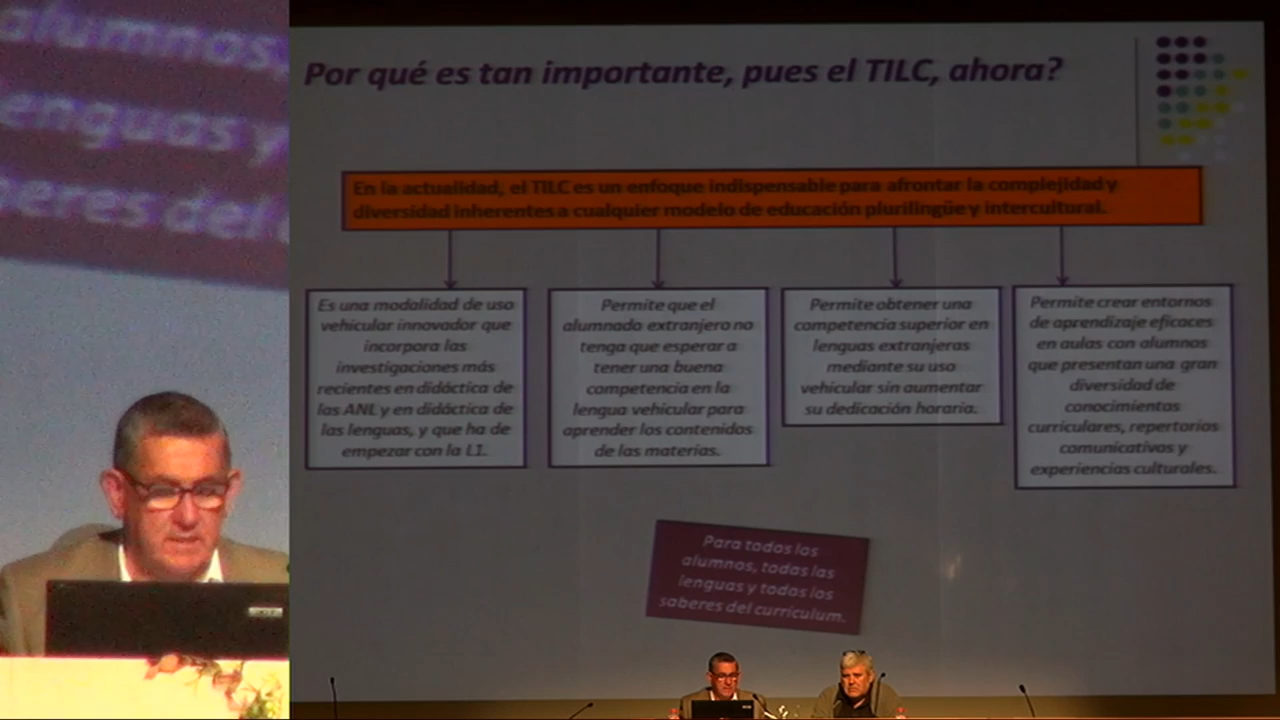 alumnos,
enguas y
beres del c
Por qué es tan importante, pues el TILC, ahora?
En la actualidad, el TILC es un enfoque indispensable para afrontar la complejidad y
diversidad inherentes a cualquier modelo de educación plurilingüe y intercultural.
Es una modalidad de uso
vehicular innovador que
incorpora las
investigaciones más
recientes en didáctica de
las ANL y en didáctica de
las lenguas, y que ha de
empezar con la L1.
Permite que el
alumnado extranjero no
tenga que esperar a
tener una buena
competencia en la
lengua vehicular para
aprender los contenidos
de las materias.
Permite obtener una
competencia superior en
lenguas extranjeras
mediante su uso
vehicular sin aumentar
su dedicación horaria.
Permite crear entornos
de aprendizaje eficaces
en aulas con alumnos
que presentan una gran
diversidad de
conocimientos
curriculares, repertorios
comunicativos y
experiencias culturales.
Para todos los
alumnos, todas las
lenguas y todos los
saberes del curriculum.